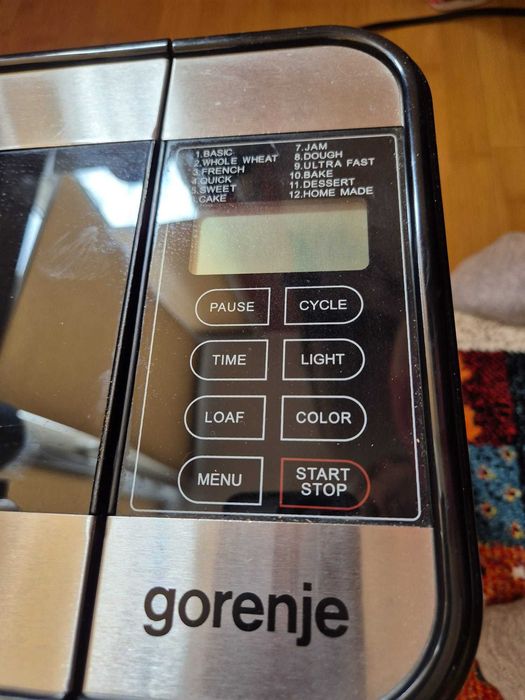 1.BASIC
2.WHOLE WHEAT
3.FRENCH
4.QUICK
5.SWEET
6.CAKE
7.JAM
8.DOUGH
9.ULTRA FAST
10.BAKE
11.DESSERT
12.HOME MADE
PAUSE
CYCLE
TIME
LIGHT
LOAF
COLOR
MENU
START
STOP
gorenje